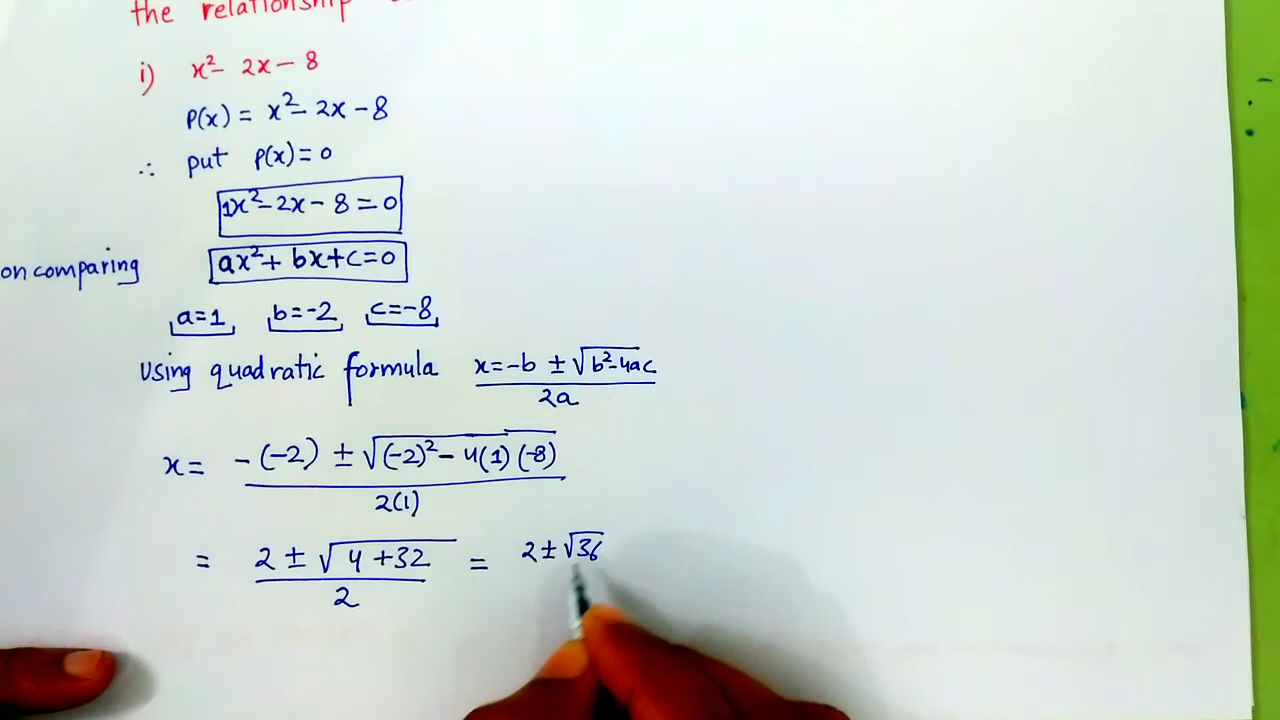 the relationship
i) x² - 2x - 8
P(x) = x² - 2x - 8
∴ put P(x) = 0
1x² - 2x - 8 = 0
on comparing ax² + bx + c = 0
a=1 b=-2 c=-8
Using quadratic formula x = -b ± √b²-4ac / 2a
x = -(-2) ± √(-2)² - 4(1)(-8) / 2(1)
= 2 ± √4+32 / 2 = 2 ± √36